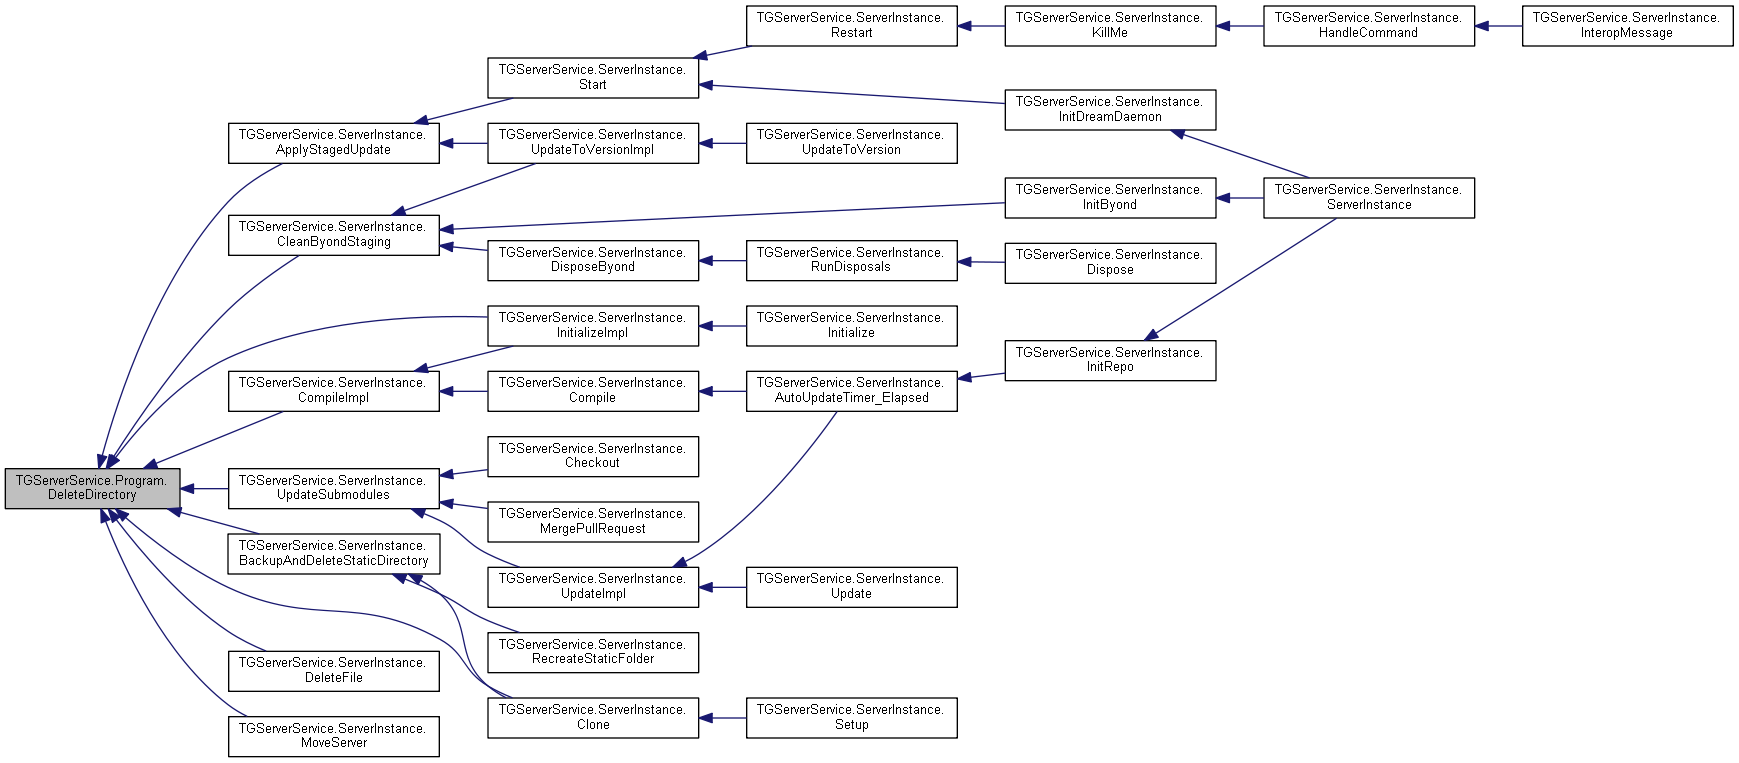 TGServerService.ServerInstance.
Restart
TGServerService.ServerInstance.
KillMe
TGServerService.ServerInstance.
HandleCommand
TGServerService.ServerInstance.
InteropMessage
TGServerService.ServerInstance.
Start
TGServerService.ServerInstance.
InitDreamDaemon
TGServerService.ServerInstance.
ApplyStagedUpdate
TGServerService.ServerInstance.
UpdateToVersionImpl
TGServerService.ServerInstance.
UpdateToVersion
TGServerService.ServerInstance.
InitByond
TGServerService.ServerInstance.
ServerInstance
TGServerService.ServerInstance.
CleanByondStaging
TGServerService.ServerInstance.
DisposeByond
TGServerService.ServerInstance.
RunDisposals
TGServerService.ServerInstance.
Dispose
TGServerService.ServerInstance.
InitializeImpl
TGServerService.ServerInstance.
Initialize
TGServerService.ServerInstance.
InitRepo
TGServerService.ServerInstance.
CompileImpl
TGServerService.ServerInstance.
Compile
TGServerService.ServerInstance.
AutoUpdateTimer_Elapsed
TGServerService.ServerInstance.
Checkout
TGServerService.Program.
DeleteDirectory
TGServerService.ServerInstance.
UpdateSubmodules
TGServerService.ServerInstance.
MergePullRequest
TGServerService.ServerInstance.
BackupAndDeleteStaticDirectory
TGServerService.ServerInstance.
UpdateImpl
TGServerService.ServerInstance.
Update
TGServerService.ServerInstance.
RecreateStaticFolder
TGServerService.ServerInstance.
DeleteFile
TGServerService.ServerInstance.
Clone
TGServerService.ServerInstance.
Setup
TGServerService.ServerInstance.
MoveServer